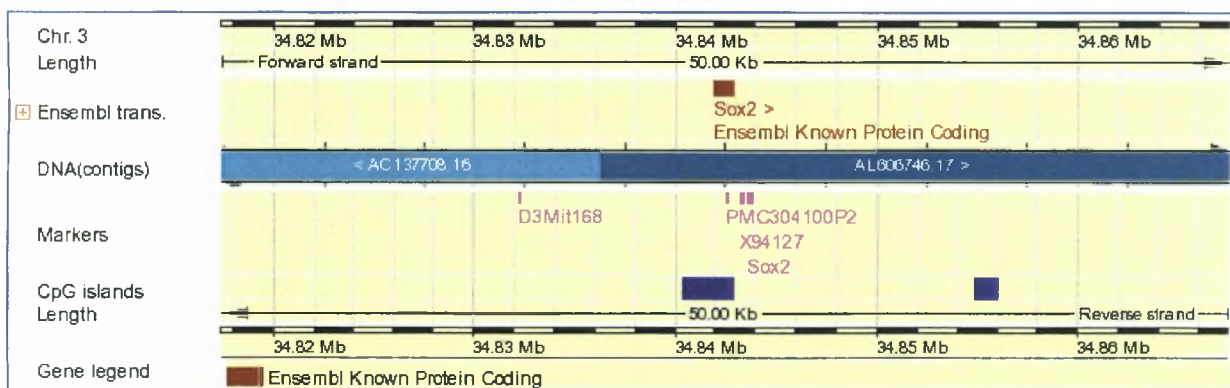 Chr. 3
34.82 Mb 34.83 Mb 34.84 Mb 34.85 Mb 34.86 Mb
Length
Forward strand 50.00 Kb
Ensembl trans.
Sox2 >
Ensembl Known Protein Coding
DNA(contigs)
< AC137708.16 AL606746.17 >
Markers
D3Mit168 PMC304100P2
X94127
Sox2
CpG islands
Length
50.00 Kb Reverse strand
34.82 Mb 34.83 Mb 34.84 Mb 34.85 Mb 34.86 Mb
Gene legend
Ensembl Known Protein Coding